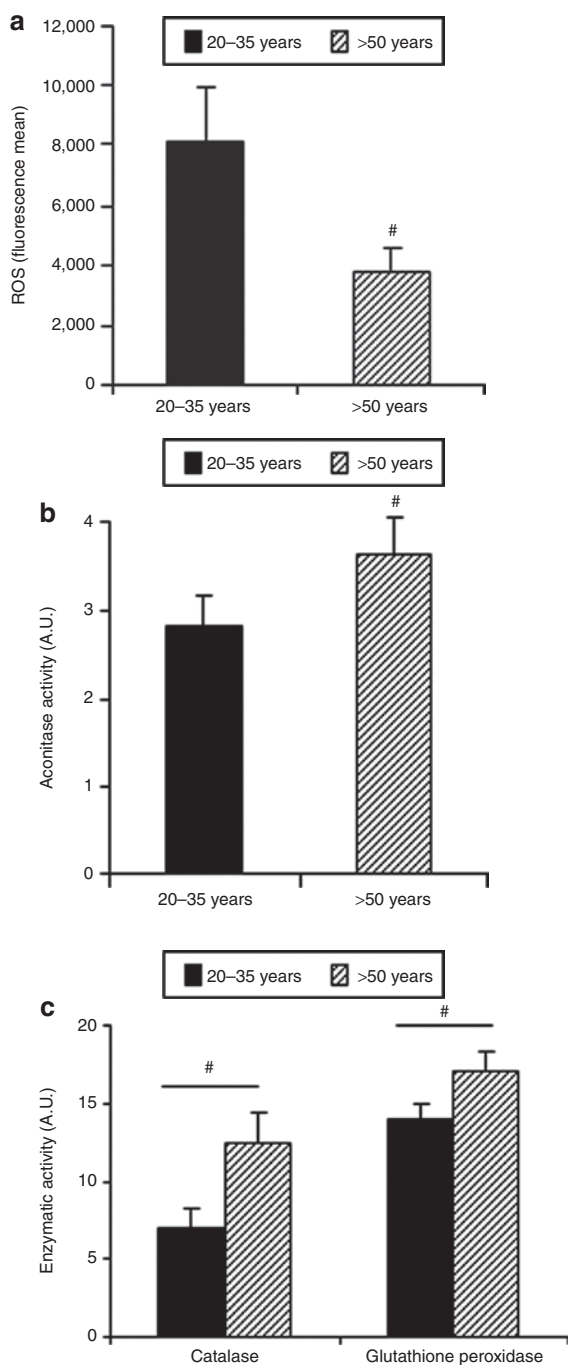 a
20–35 years >50 years
12,000
10,000
8,000
6,000
4,000
2,000
0
ROS (fluorescence mean)
#
20–35 years >50 years
20–35 years >50 years
b
4
3
2
1
0
Aconitase activity (A.U.)
#
20–35 years >50 years
20–35 years >50 years
c
20
15
10
5
0
Enzymatic activity (A.U.)
# #
Catalase Glutathione peroxidase